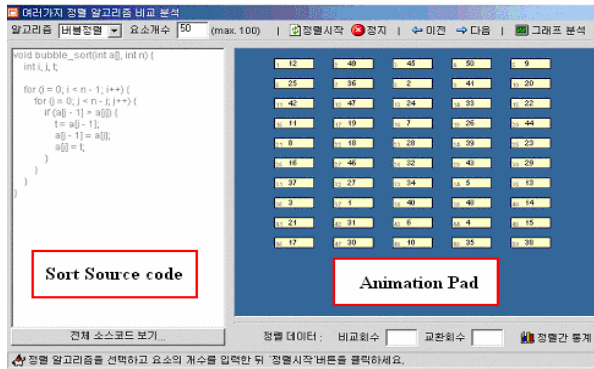 여러가지 정렬 알고리즘 비교 분석
알고리즘 버블정렬 요소개수 50 (max. 100) | 정렬시작 정지 | 이전 다음 | 그래프 분석
void bubble_sort(int a[], int n) {
int i, j, t;
for (i = 0; i < n - 1; i++) {
for (j = 0; j < n - j; j++) {
if (a[j - 1] > a[j]) {
t = a[j - 1];
a[j - 1] = a[j];
a[j] = t;
}
}
}
}
12 49 45 50 9
25 36 2 41 20
42 47 24 33 22
11 19 7 26 44
8 18 28 39 23
16 46 32 43 29
37 27 34 5 13
3 1 40 48 14
21 31 6 4 15
17 30 10 35 38
Sort Source code
Animation Pad
전체 소스코드 보기...
정렬 데이터 : 비교회수 교환회수 정렬간 통계
정렬 알고리즘을 선택하고 요소의 개수를 입력한 뒤 '정렬시작'버튼을 클릭하세요.